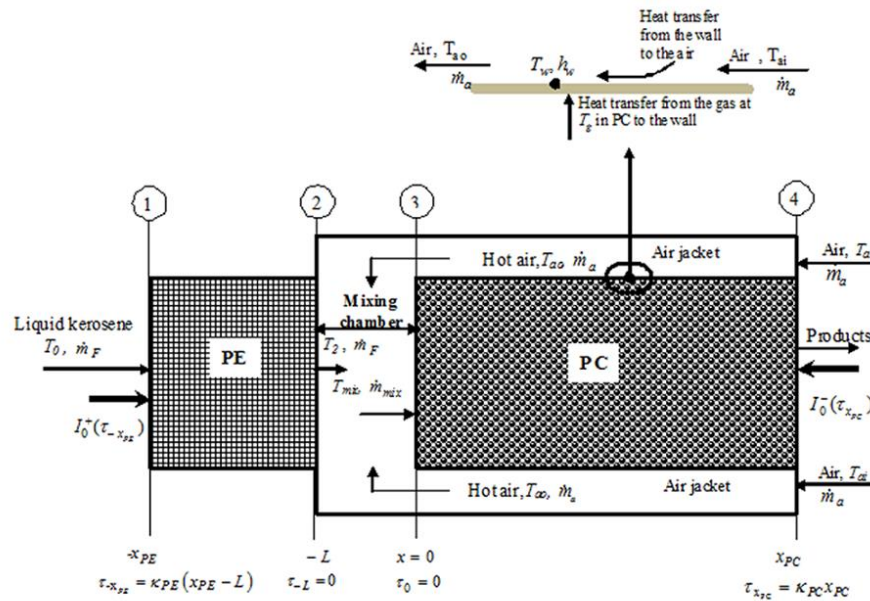 Heat transfer
from the wall
to the air
Air , T_ao
ṁ_a
T_w, h_w
Air , T_ai
ṁ_a
Heat transfer from the gas at
T_g in PC to the wall
1
2
3
4
Hot air, T_ao, ṁ_a
Air jacket
Air, T_a
ṁ_a
Mixing
chamber
Liquid kerosene
T_0, ṁ_F
PE
T_2, ṁ_F
PC
Products
T_mix, ṁ_mix
I_0^+(τ_-x_PE)
I_0^-(τ_x_PC)
Hot air, T_ao, ṁ_a
Air jacket
Air, T_ai
ṁ_a
-x_PE
- L
x = 0
x_PC
τ_-x_PE = κ_PE(x_PE - L)
τ_-L = 0
τ_0 = 0
τ_x_PC = κ_PC x_PC